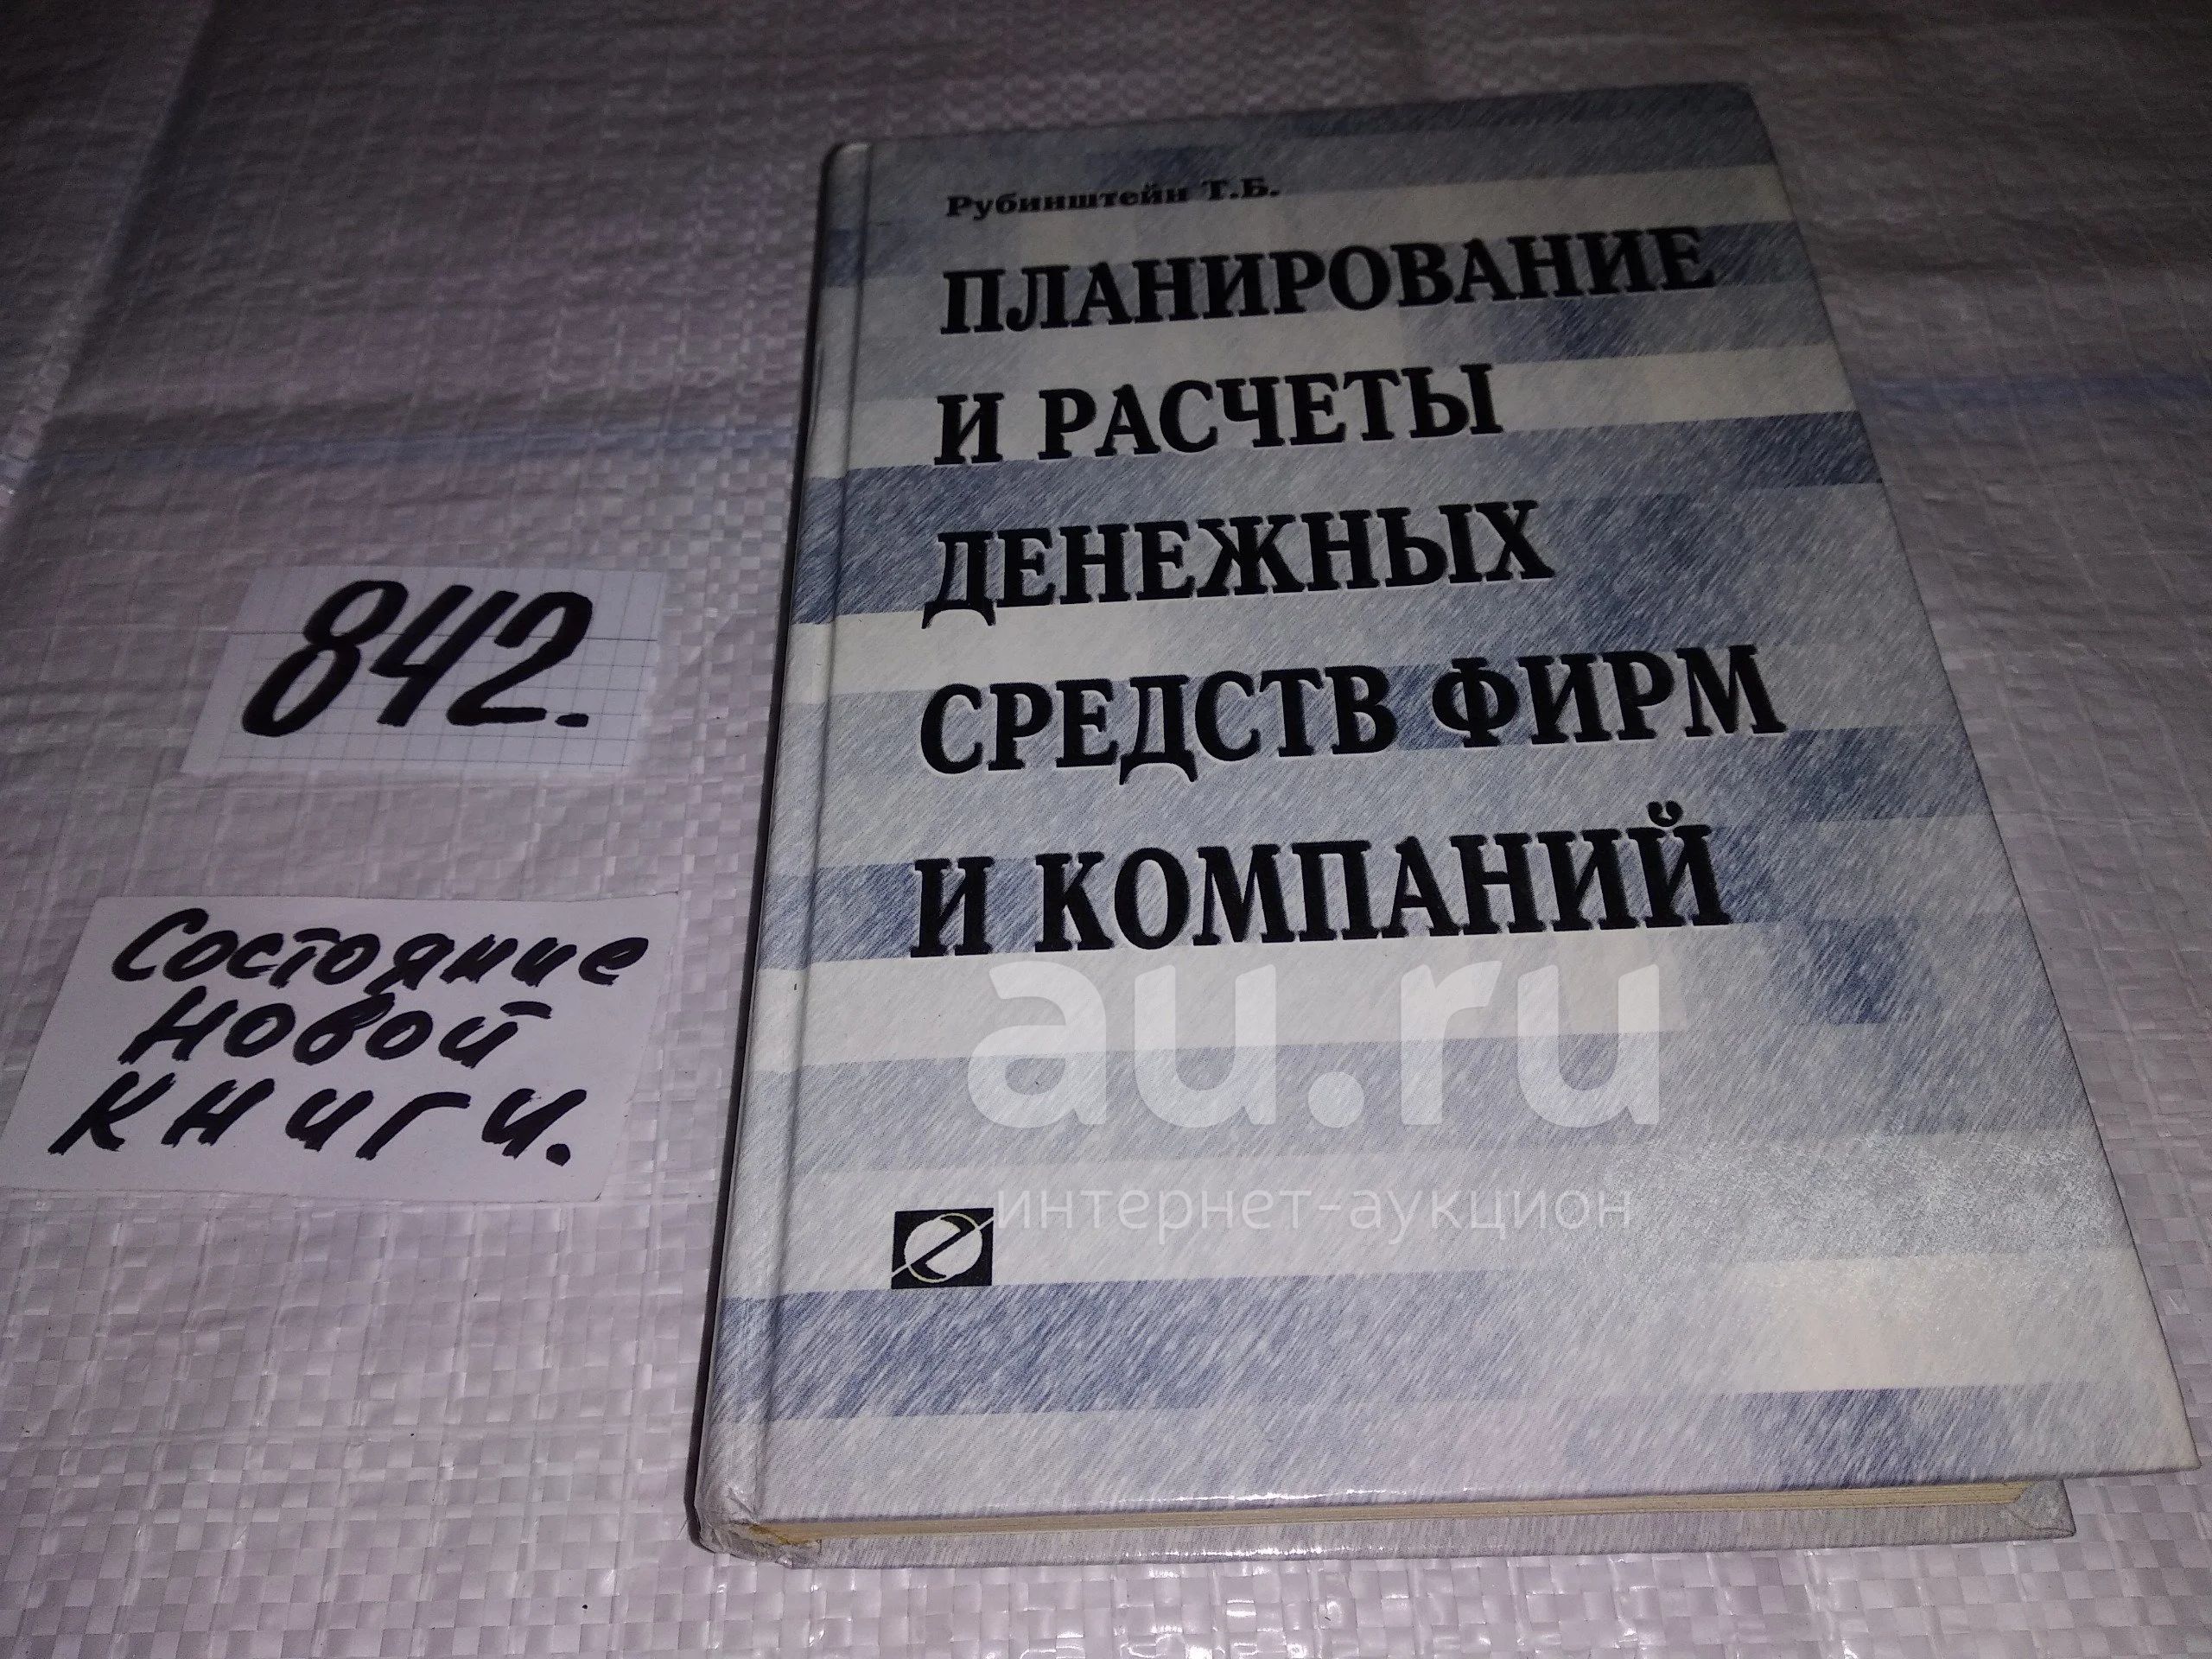 Рубинштейн Т.Б.
ПЛАНИРОВАНИЕ
И РАСЧЕТЫ
ДЕНЕЖНЫХ
СРЕДСТВ ФИРМ
И КОМПАНИЙ
842.
Состояние
новой
книги.
au.ru
интернет-аукцион